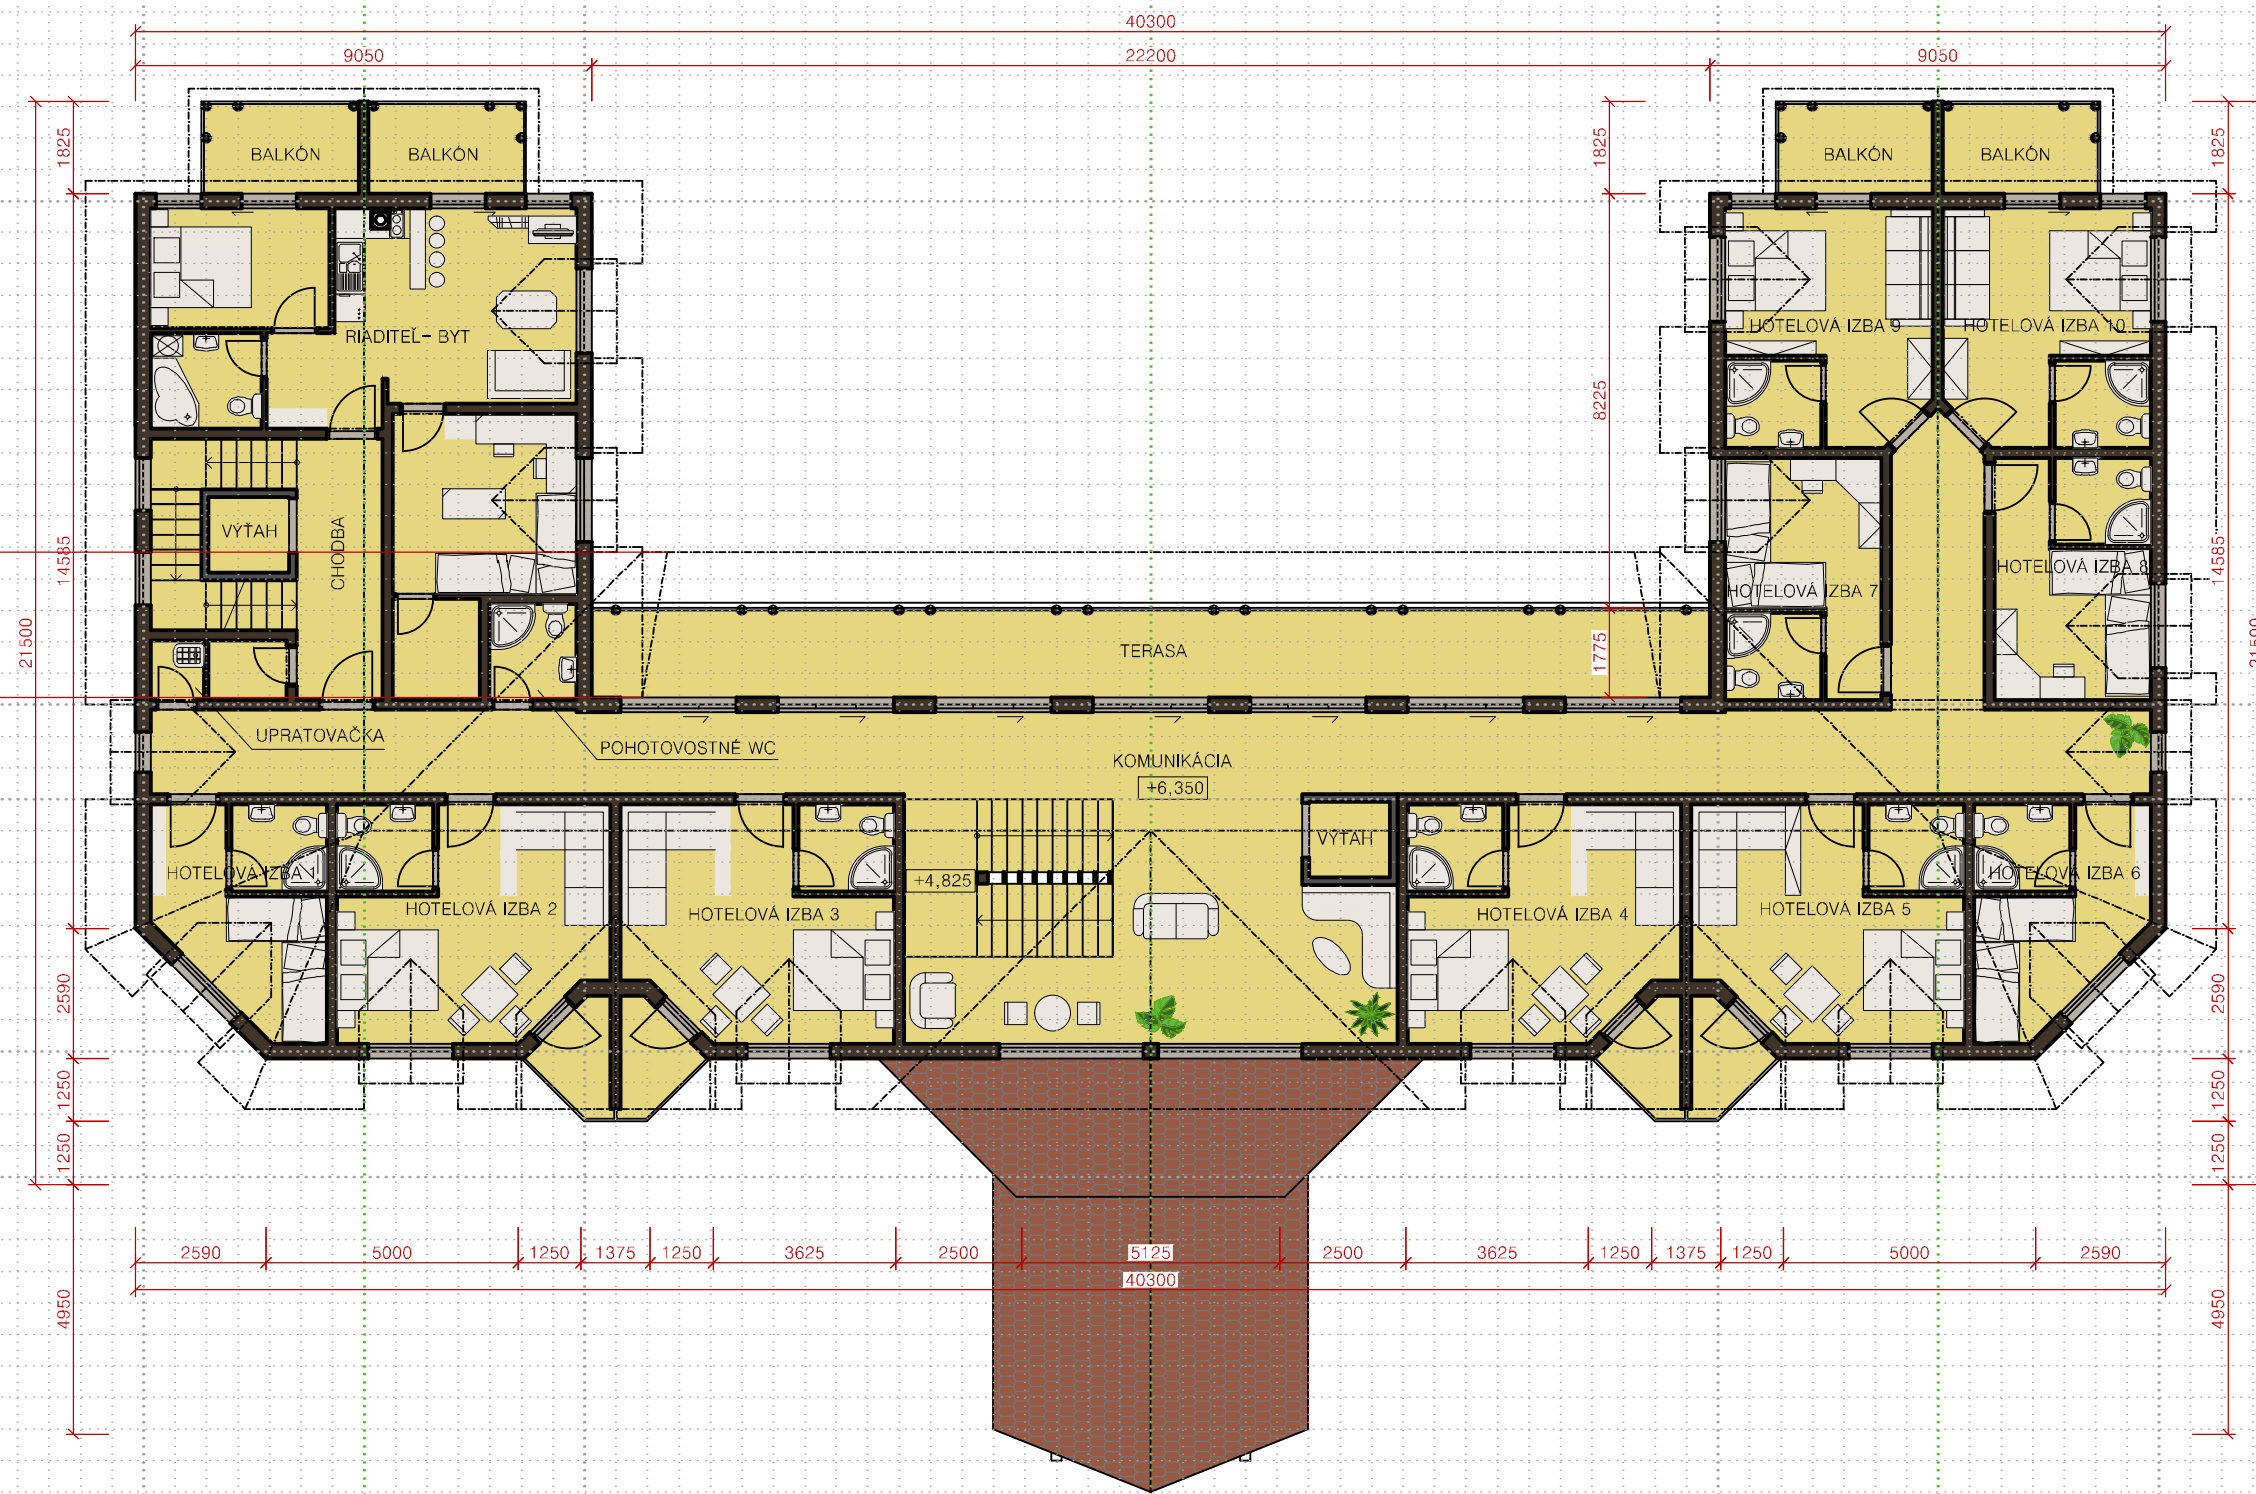 40300
9050
22200
9050
1825
1825
1825
BALKÓN
BALKÓN
BALKÓN
BALKÓN
RIADITEĽ- BYT
HOTELOVÁ IZBA 9
HOTELOVÁ IZBA 10
8225
VÝŤAH
CHODBA
14585
14585
HOTELOVÁ IZBA 7
HOTELOVÁ IZBA 8
21500
21500
TERASA
1775
UPRATOVAČKA
POHOTOVOSTNÉ WC
KOMUNIKÁCIA
+6,350
VÝŤAH
HOTELOVÁ IZBA 1
+4,825
HOTELOVÁ IZBA 6
HOTELOVÁ IZBA 2
HOTELOVÁ IZBA 3
HOTELOVÁ IZBA 4
HOTELOVÁ IZBA 5
2590
2590
1250
1250
1250
1250
2590
5000
1250
1375
1250
3625
2500
5125
2500
3625
1250
1375
1250
5000
2590
40300
4950
4950